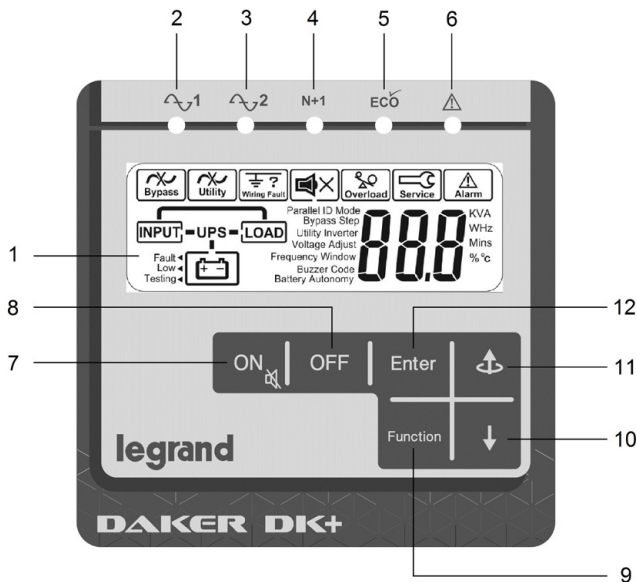 2 3 4 5 6
1 2 N+1 ECO
Bypass Utility Wiring Fault Overload Service Alarm
Parallel ID Mode
Bypass Step
INPUT UPS LOAD
Utility Inverter
Voltage Adjust
Frequency Window
Buzzer Code
Battery Autonomy
88.8
KVA
WHz
Mins
% °C
1
Fault
Low
Testing
+ -
8
12
7
ON OFF Enter
11
Function
10
legrand
DAKER DK+
9